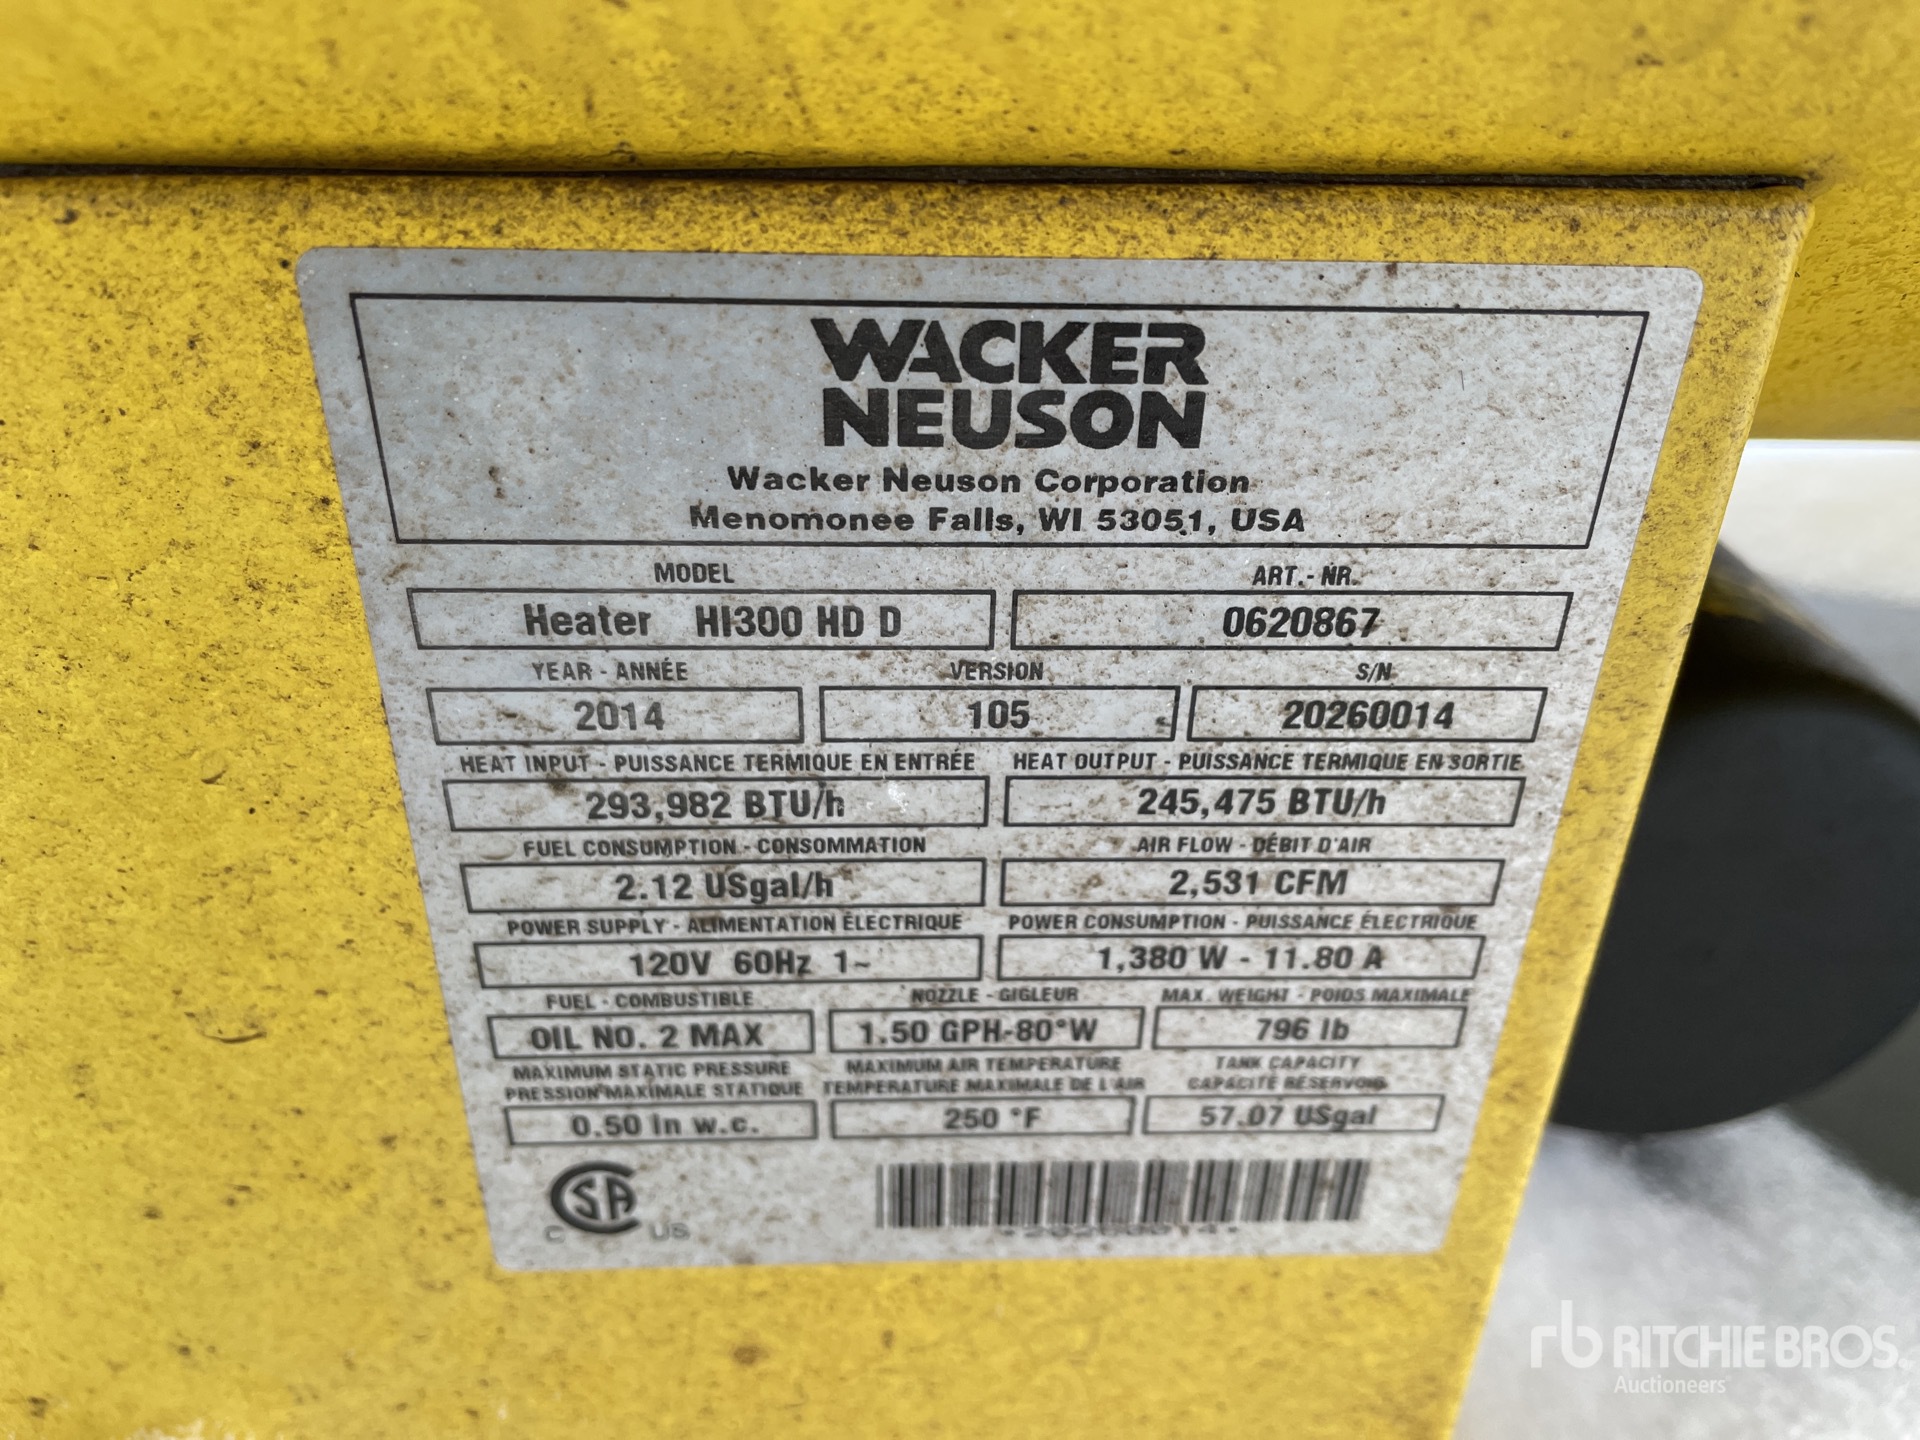 WACKER
NEUSON
Wacker Neuson Corporation
Menomonee Falls, WI 53051, USA
MODEL ART.- NR.
Heater HI300 HD D 0620867
YEAR - ANNÉE VERSION S/N
2014 105 20260014
HEAT INPUT - PUISSANCE TERMIQUE EN ENTRÉE HEAT OUTPUT - PUISSANCE TERMIQUE EN SORTIE
293,982 BTU/h 245,475 BTU/h
FUEL CONSUMPTION - CONSOMMATION AIR FLOW - DÉBIT D'AIR
2.12 USgal/h 2,531 CFM
POWER SUPPLY - ALIMENTATION ÉLECTRIQUE POWER CONSUMPTION - PUISSANCE ÉLECTRIQUE
120V 60Hz 1~ 1,380 W - 11.80 A
FUEL - COMBUSTIBLE NOZZLE - GIGLEUR MAX. WEIGHT - POIDS MAXIMALE
OIL NO. 2 MAX 1.50 GPH-80°W 796 lb
MAXIMUM STATIC PRESSURE MAXIMUM AIR TEMPERATURE TANK CAPACITY
PRESSION MAXIMALE STATIQUE TEMPERATURE MAXIMALE DE L'AIR CAPACITÉ RÉSERVOIR
0.50 in w.c. 250 °F 57.07 USgal
CSA
C US
*20260014*
rb RITCHIE BROS.
Auctioneers